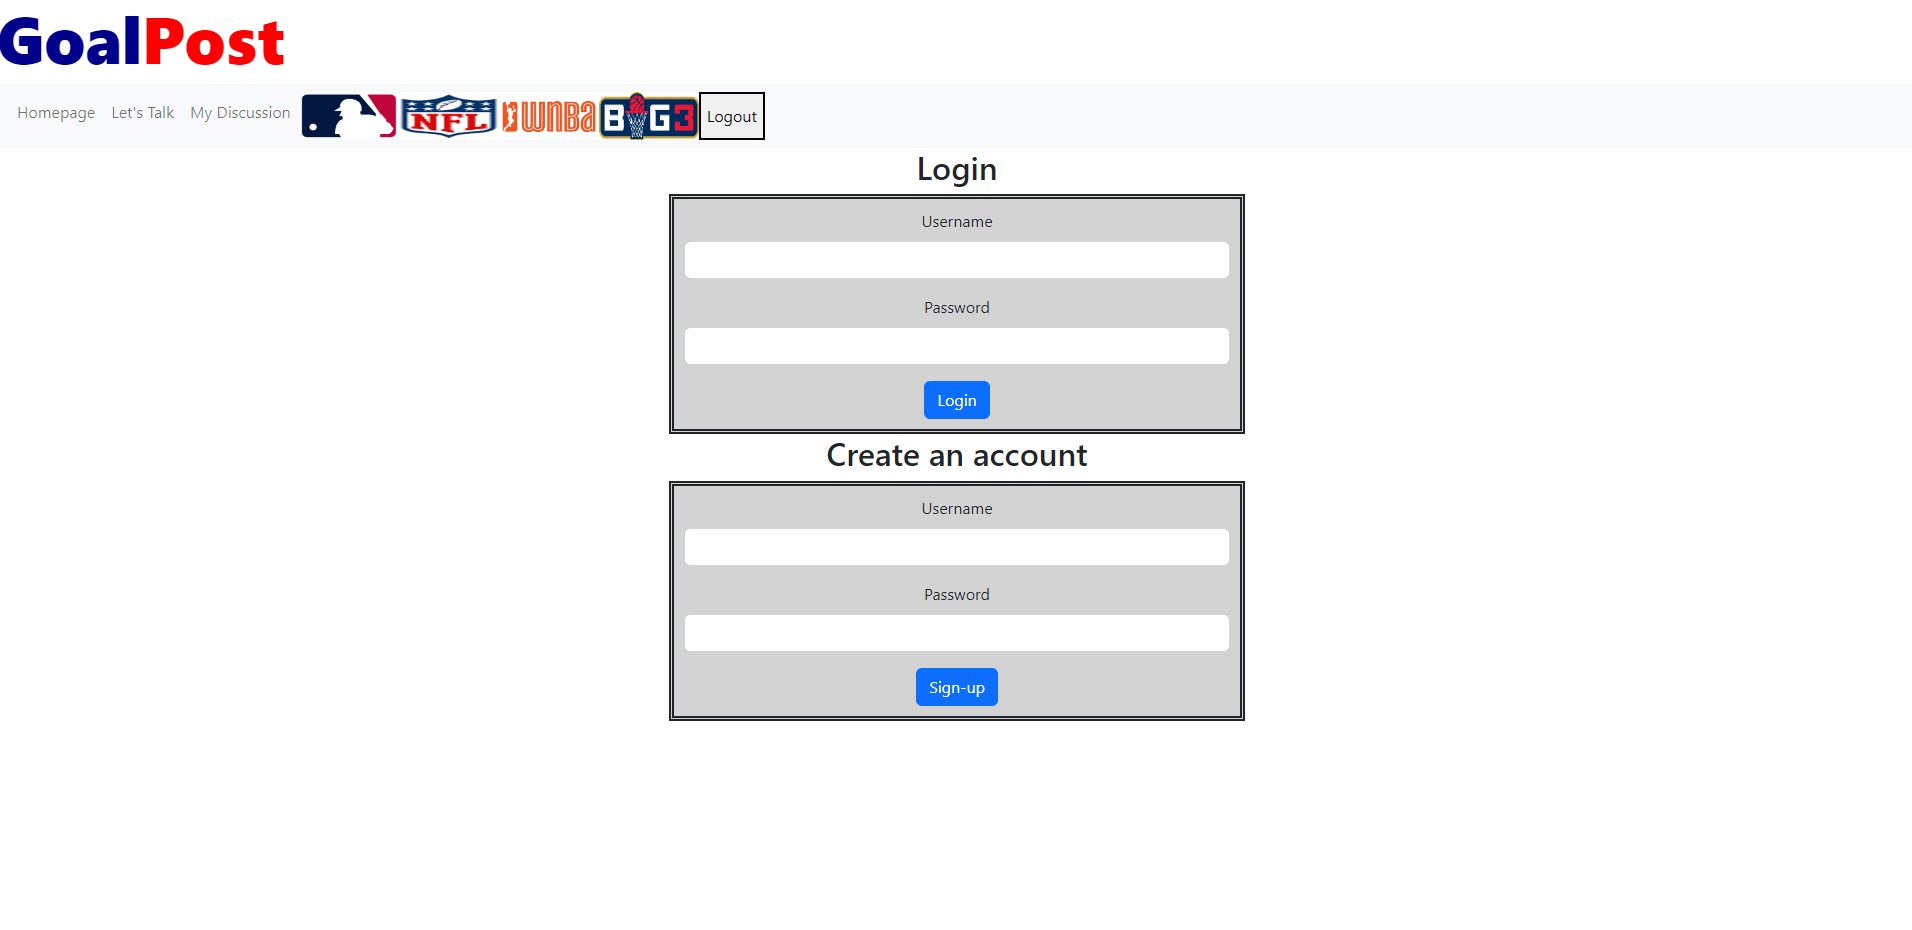 GoalPost
Homepage Let's Talk My Discussion NFL WNBA BIG3 Logout
Login
Username
Password
Login
Create an account
Username
Password
Sign-up